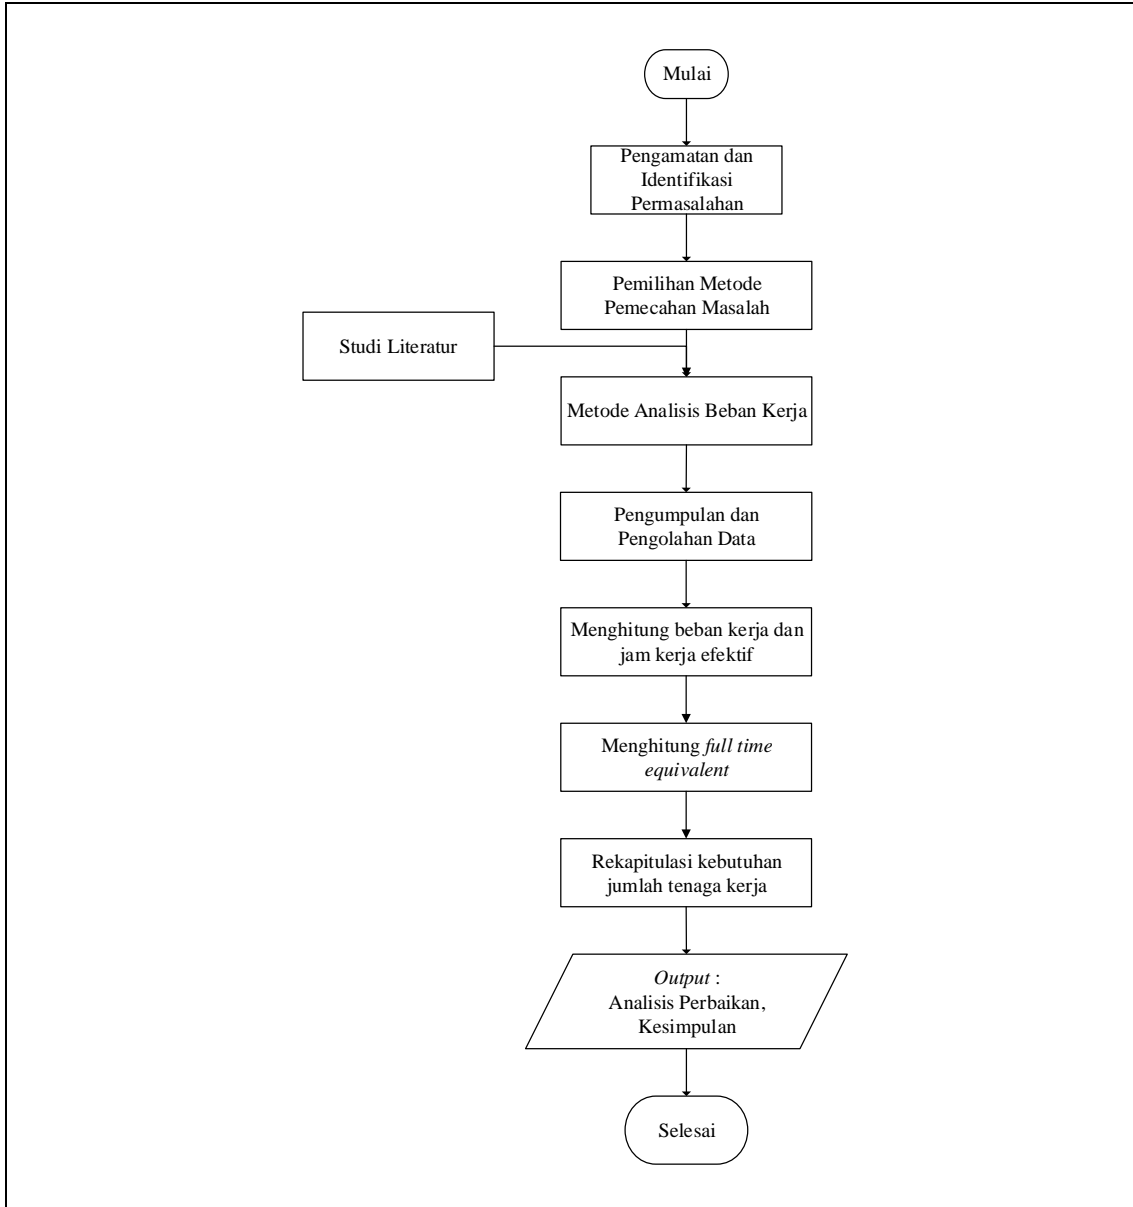 Mulai
Pengamatan dan
Identifikasi
Permasalahan
Pemilihan Metode
Pemecahan Masalah
Studi Literatur
Metode Analisis Beban Kerja
Pengumpulan dan
Pengolahan Data
Menghitung beban kerja dan
jam kerja efektif
Menghitung full time
equivalent
Rekapitulasi kebutuhan
jumlah tenaga kerja
Output :
Analisis Perbaikan,
Kesimpulan
Selesai